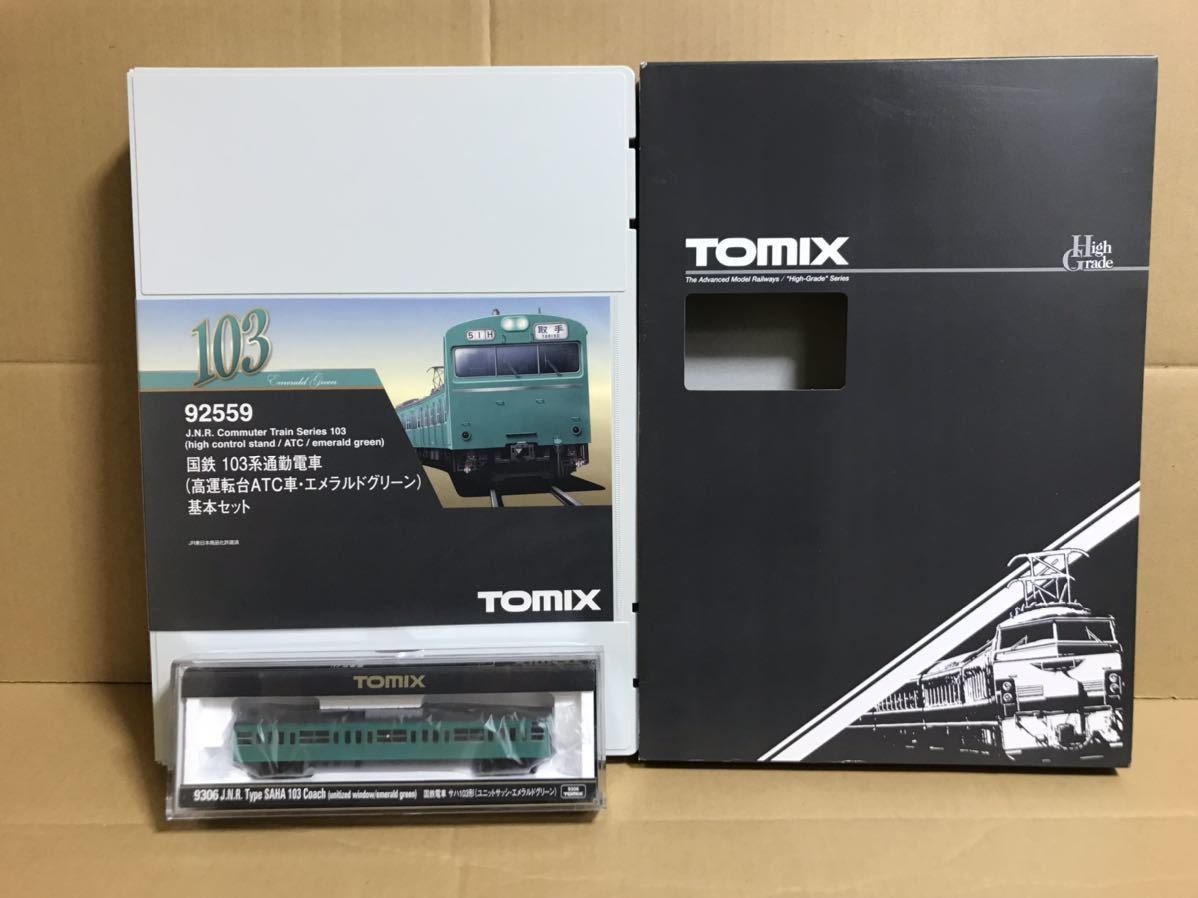 103
Emerald Green
92559
J.N.R. Commuter Train Series 103
(high control stand / ATC / emerald green)
国鉄 103系通勤電車
(高運転台ATC車・エメラルドグリーン)
基本セット
JR東日本商品化許諾済
TOMIX
51H
取手
TORIDE
TOMIX
The Advanced Model Railways / "High-Grade" Series
High Grade
TOMIX
9306 J.N.R. Type SAHA 103 Coach (unitized window/emerald green) 国鉄電車 サハ103形(ユニットサッシ・エメラルドグリーン)
9306
TOMIX